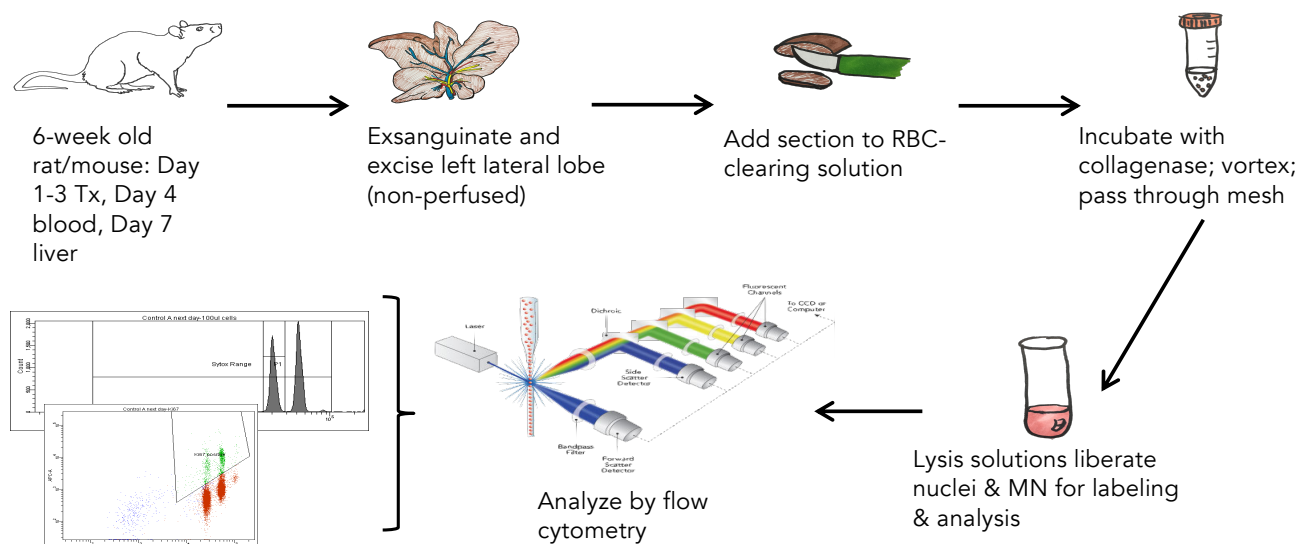 6-week old
rat/mouse: Day
1-3 Tx, Day 4
blood, Day 7
liver
Exsanguinate and
excise left lateral lobe
(non-perfused)
Add section to RBC-
clearing solution
Incubate with
collagenase; vortex;
pass through mesh
Lysis solutions liberate
nuclei & MN for labeling
& analysis
Laser
Dichroic
Fluorescent
Channels
To CCD or
Computer
Side
Scatter
Detector
Bandpass
Filter
Forward
Scatter
Detector
Analyze by flow
cytometry
Control A next day-100ul cells
Count
Sytox Range
P1
Control A next day-Ki67
Ki67 positive
APC-A